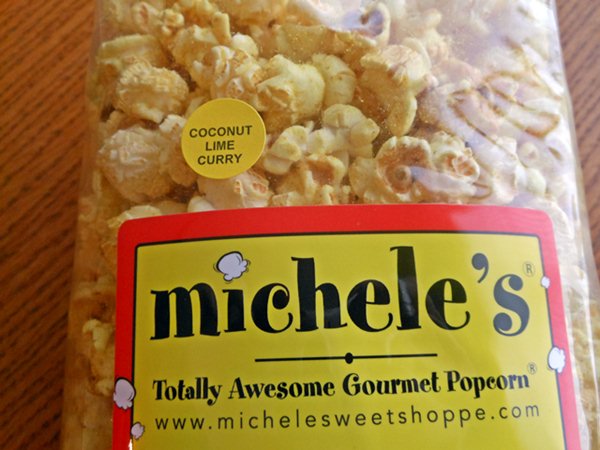 COCONUT
LIME
CURRY
michele's®
Totally Awesome Gourmet Popcorn®
www.michelesweetshoppe.com